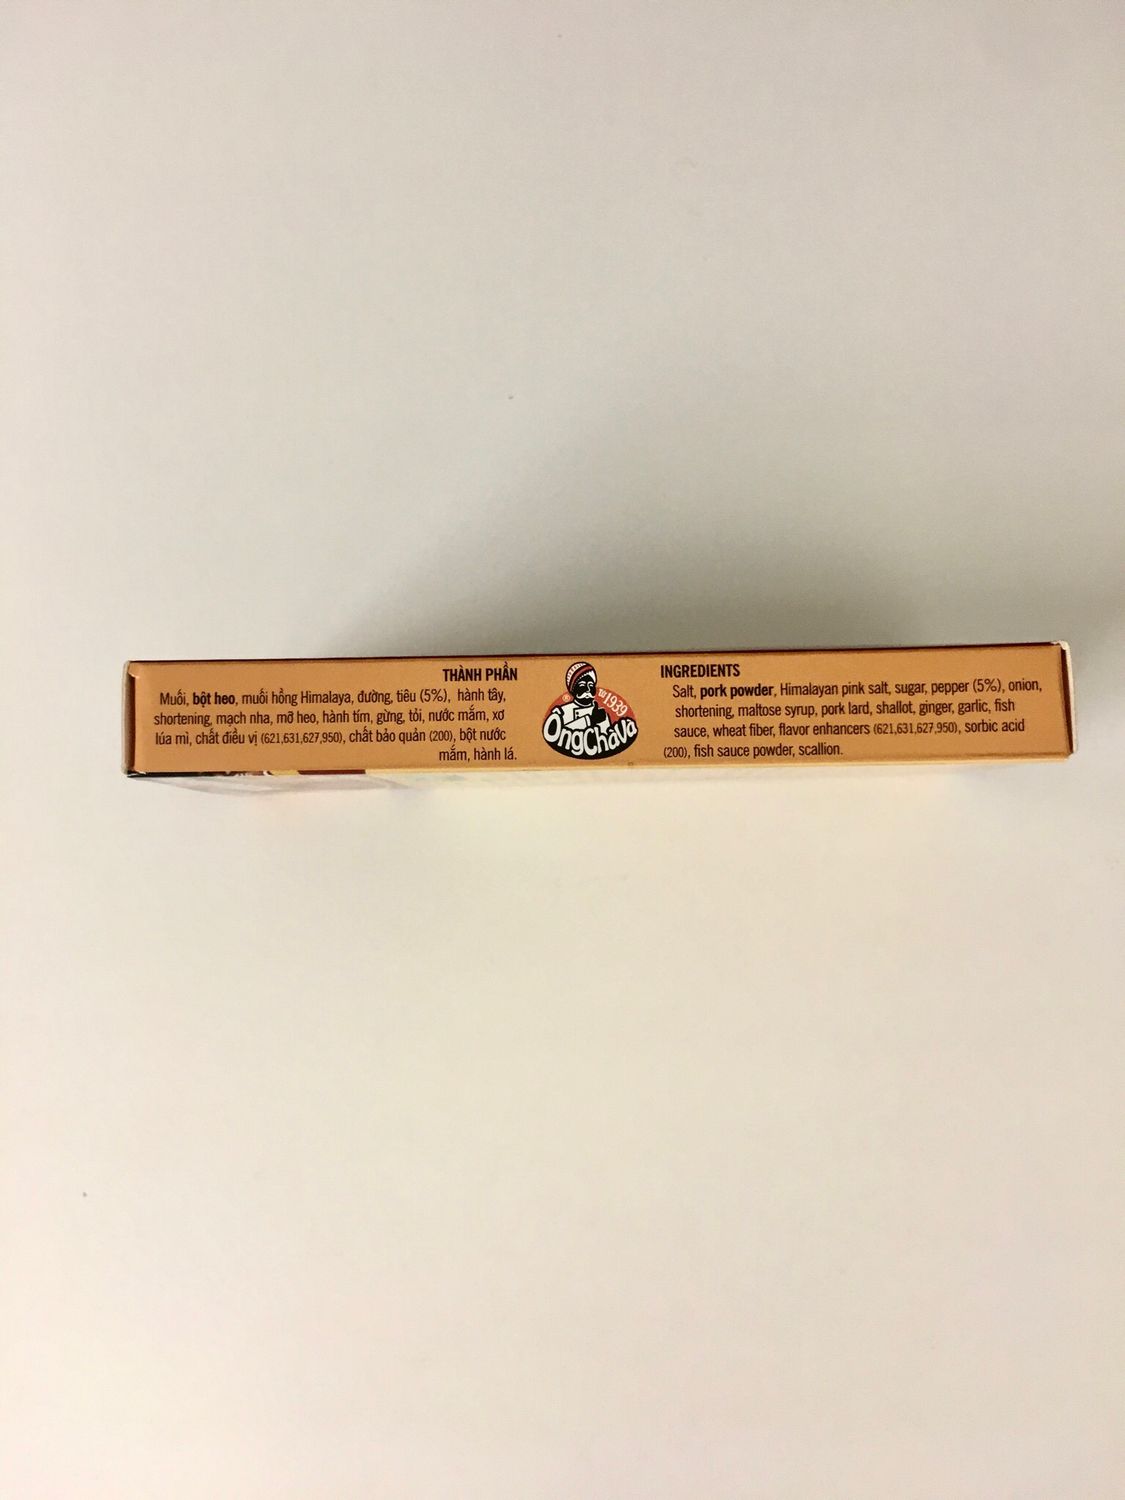 THÀNH PHẦN
Muối, bột heo, muối hồng Himalaya, đường, tiêu (5%), hành tây,
shortening, mạch nha, mỡ heo, hành tím, gừng, tỏi, nước mắm, xơ
lúa mì, chất điều vị (621,631,627,950), chất bảo quản (200), bột nước
mắm, hành lá.
®
TỪ 1939
ÔngChàVà
INGREDIENTS
Salt, pork powder, Himalayan pink salt, sugar, pepper (5%), onion,
shortening, maltose syrup, pork lard, shallot, ginger, garlic, fish
sauce, wheat fiber, flavor enhancers (621,631,627,950), sorbic acid
(200), fish sauce powder, scallion.